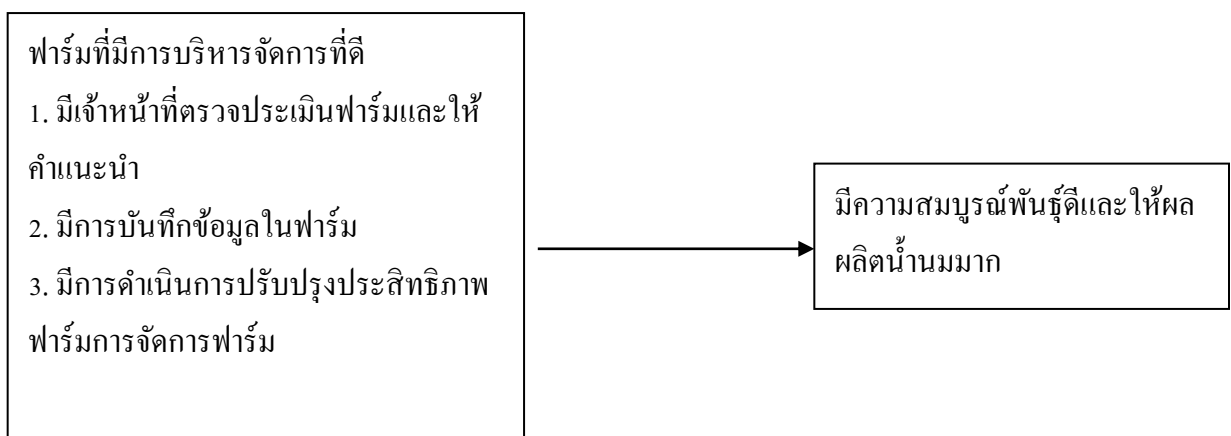 ฟาร์มที่มีการบริหารจัดการที่ดี
1. มีเจ้าหน้าที่ตรวจประเมินฟาร์มและให้
คำแนะนำ
2. มีการบันทึกข้อมูลในฟาร์ม
3. มีการดำเนินการปรับปรุงประสิทธิภาพ
ฟาร์มการจัดการฟาร์ม
มีความสมบูรณ์พันธุ์ดีและให้ผล
ผลิตน้ำนมมาก